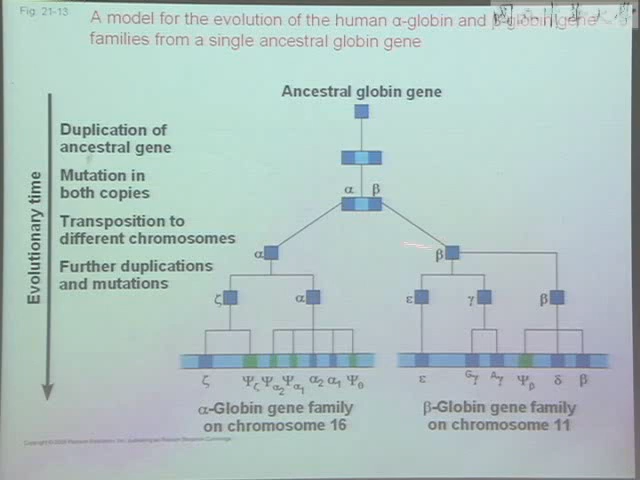 Fig. 21-13
A model for the evolution of the human α-globin and β-globin gene
families from a single ancestral globin gene
Ancestral globin gene
Evolutionary time
Duplication of
ancestral gene
Mutation in
both copies
Transposition to
different chromosomes
Further duplications
and mutations
α β
α β
ζ α ε γ β
ζ Ψζ Ψα2 Ψα1 α2 α1 Ψθ ε Gγ Aγ Ψβ δ β
α-Globin gene family
on chromosome 16
β-Globin gene family
on chromosome 11